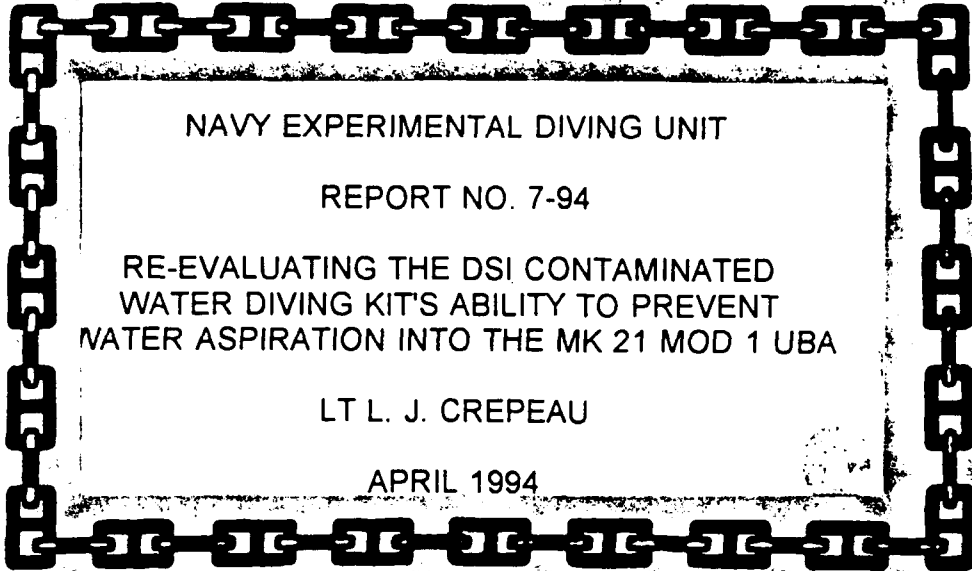 NAVY EXPERIMENTAL DIVING UNIT
REPORT NO. 7-94
RE-EVALUATING THE DSI CONTAMINATED
WATER DIVING KIT'S ABILITY TO PREVENT
WATER ASPIRATION INTO THE MK 21 MOD 1 UBA
LT L. J. CREPEAU
APRIL 1994